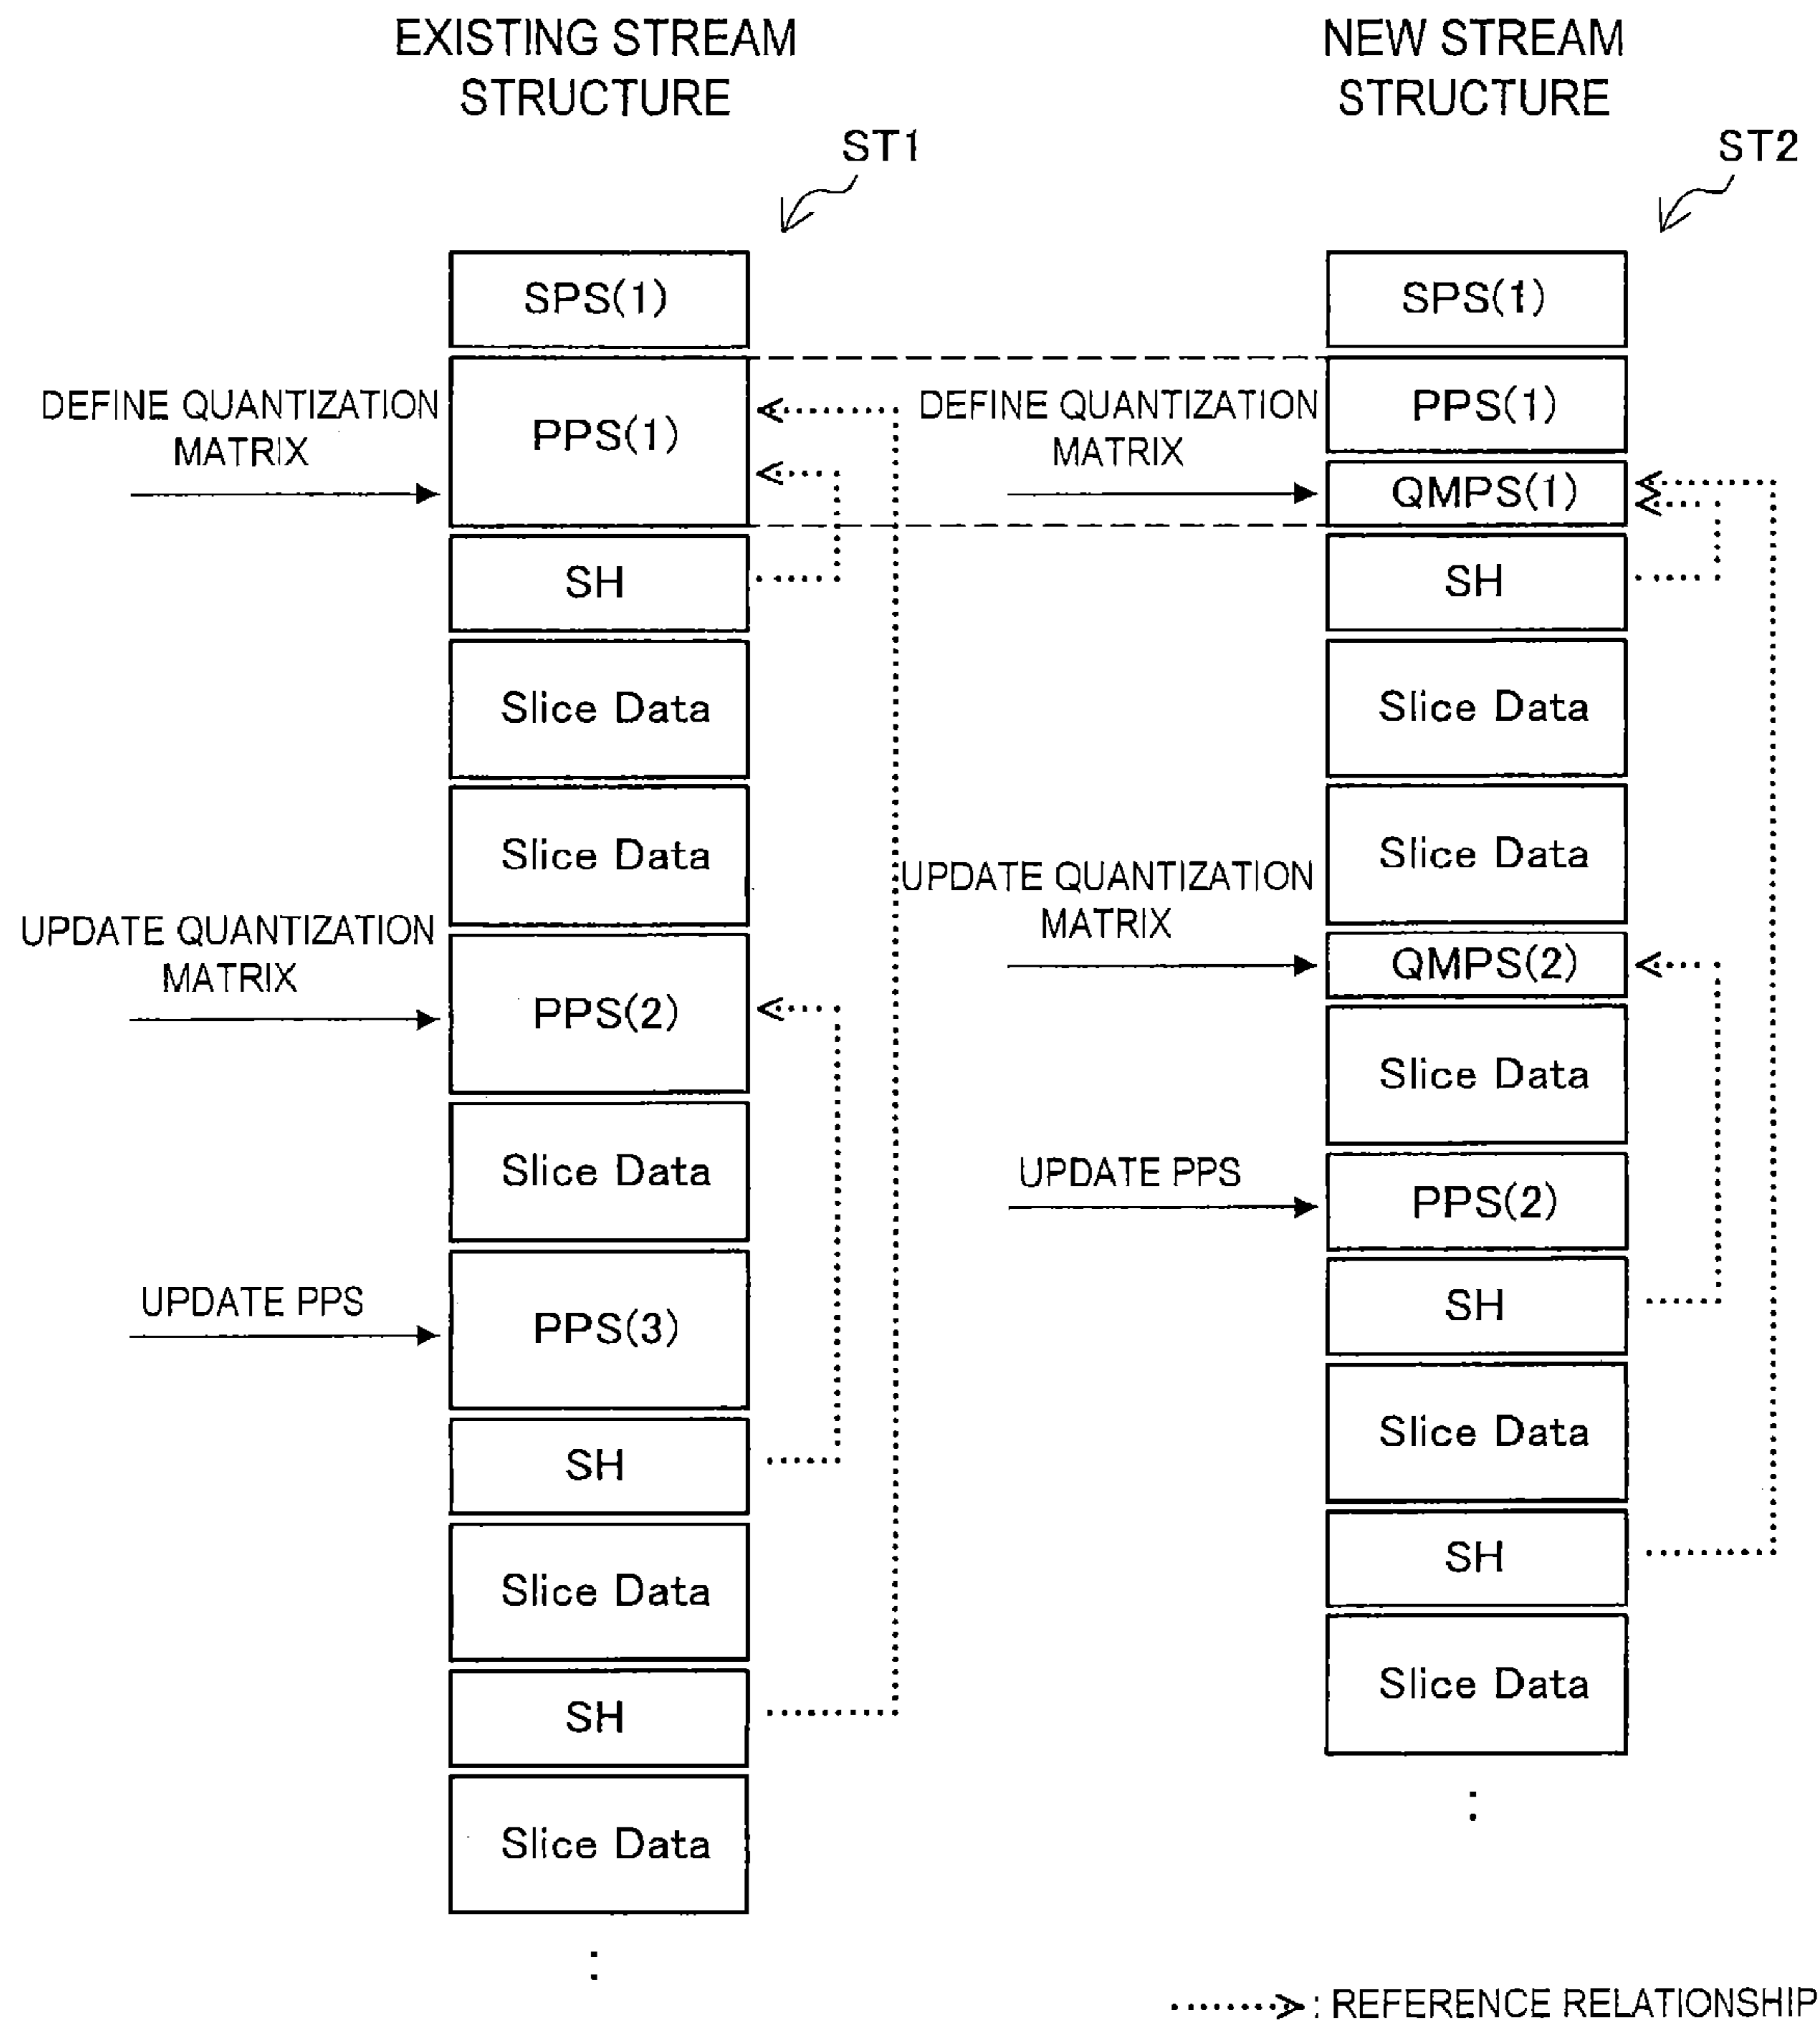 EXISTING STREAM
STRUCTURE
ST1
SPS(1)
DEFINE QUANTIZATION
MATRIX
PPS(1)
SH
Slice Data
Slice Data
UPDATE QUANTIZATION
MATRIX
PPS(2)
Slice Data
UPDATE PPS
PPS(3)
SH
Slice Data
SH
Slice Data
:
NEW STREAM
STRUCTURE
ST2
SPS(1)
PPS(1)
DEFINE QUANTIZATION
MATRIX
QMPS(1)
SH
Slice Data
Slice Data
UPDATE QUANTIZATION
MATRIX
QMPS(2)
Slice Data
UPDATE PPS
PPS(2)
SH
Slice Data
SH
Slice Data
:
: REFERENCE RELATIONSHIP